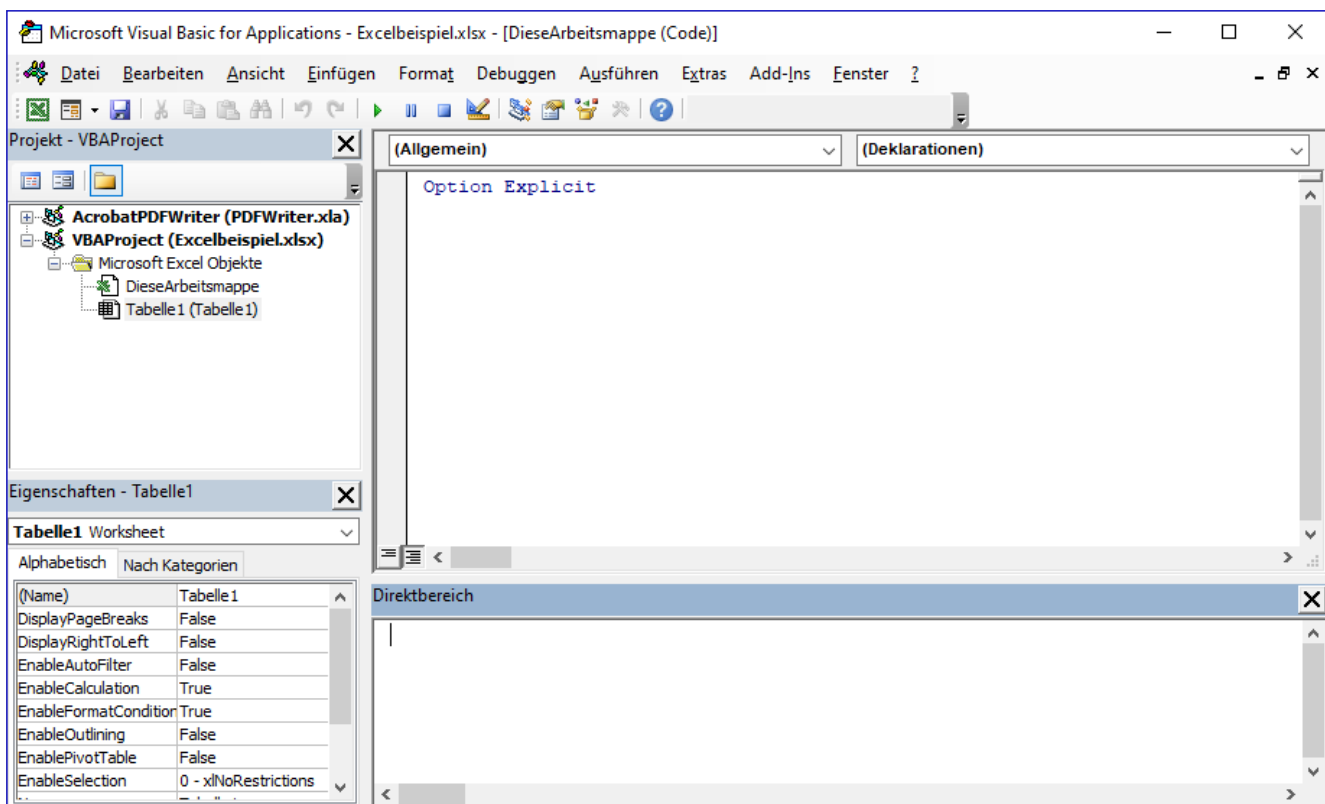 Microsoft Visual Basic for Applications - Excelbeispiel.xlsx - [DieseArbeitsmappe (Code)]
Datei Bearbeiten Ansicht Einfügen Format Debuggen Ausführen Extras Add-Ins Fenster ?
Projekt - VBAProject
AcrobatPDFWriter (PDFWriter.xla)
VBAProject (Excelbeispiel.xlsx)
Microsoft Excel Objekte
DieseArbeitsmappe
Tabelle1 (Tabelle1)
(Allgemein) (Deklarationen)
Option Explicit
Eigenschaften - Tabelle1
Tabelle1 Worksheet
Alphabetisch Nach Kategorien
(Name) Tabelle1
DisplayPageBreaks False
DisplayRightToLeft False
EnableAutoFilter False
EnableCalculation True
EnableFormatCondition True
EnableOutlining False
EnablePivotTable False
EnableSelection 0 - xlNoRestrictions
Direktbereich